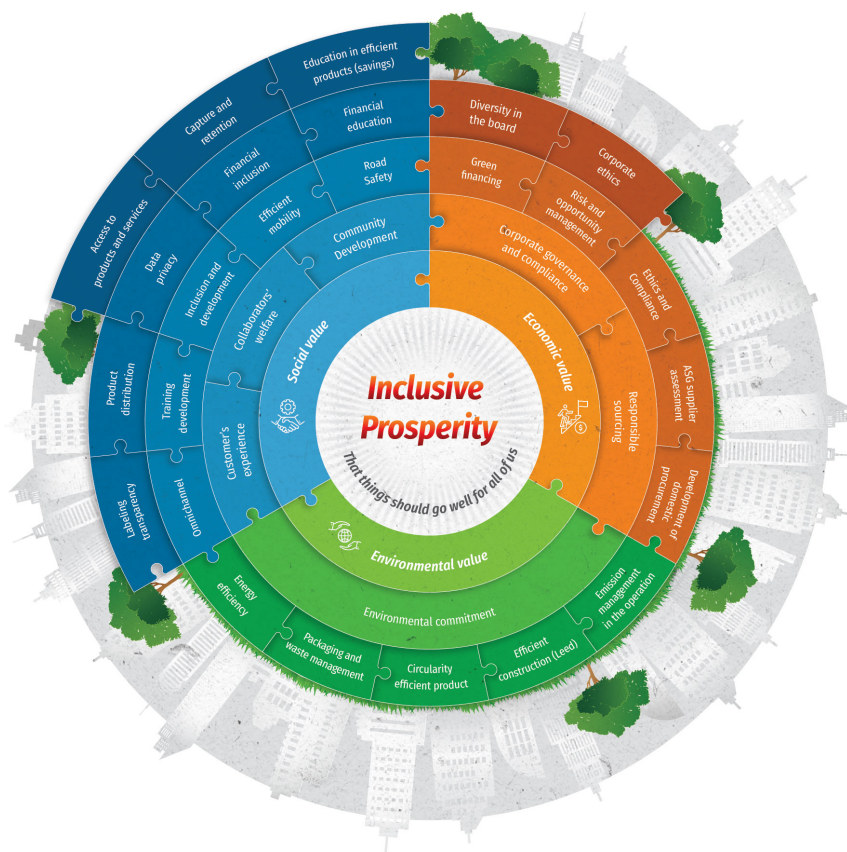 Inclusive
Prosperity
That things should go well for all of us
Social value
Economic value
Environmental value
Education in efficient
products (savings)
Capture and
retention
Access to
products and services
Financial
education
Financial
inclusion
Data
privacy
Product
distribution
Labeling
transparency
Road
Safety
Efficient
mobility
Inclusion and
development
Training
development
Omnichannel
Community
Development
Collaborators'
welfare
Customer's
experience
Diversity in
the board
Corporate
ethics
Green
financing
Risk and
opportunity
management
Ethics and
Compliance
ASG supplier
assessment
Development of
domestic
procurement
Corporate governance
and compliance
Responsible
sourcing
Environmental commitment
Energy
efficiency
Packaging and
waste management
Circularity
efficient product
Efficient
construction (Leed)
Emission
management
in the operation